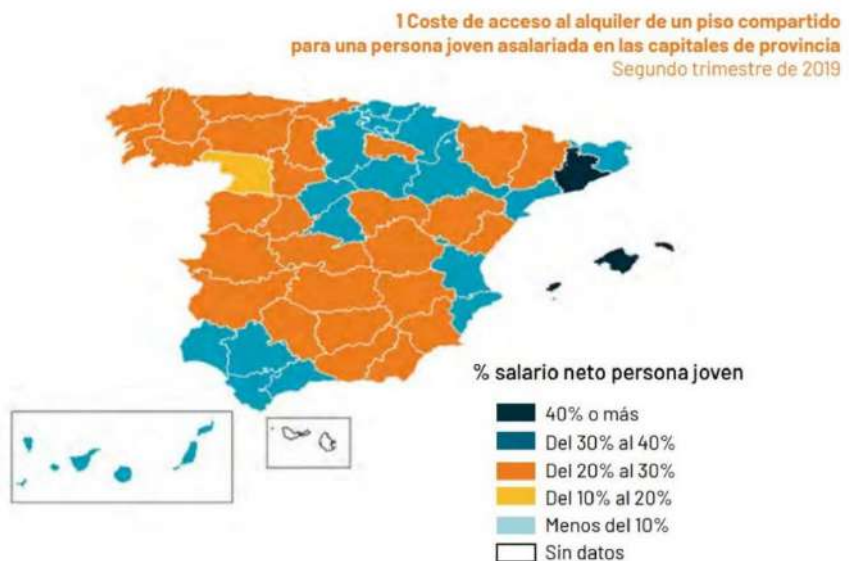 1 Coste de acceso al alquiler de un piso compartido
para una persona joven asalariada en las capitales de provincia
Segundo trimestre de 2019
% salario neto persona joven
40% o más
Del 30% al 40%
Del 20% al 30%
Del 10% al 20%
Menos del 10%
Sin datos